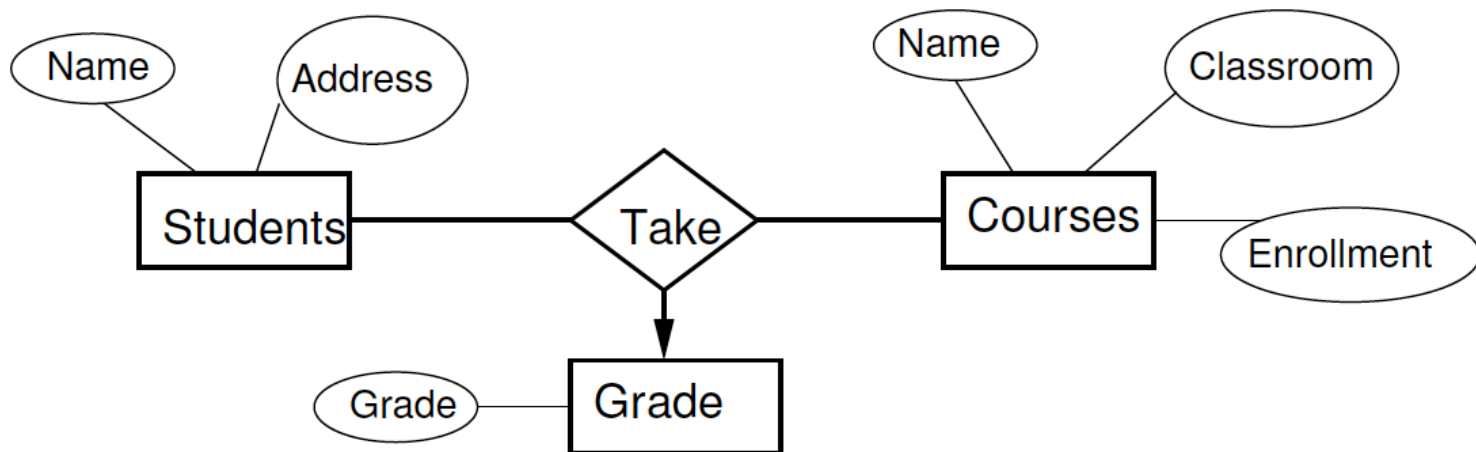 Name
Address
Name
Classroom
Students
Take
Courses
Enrollment
Grade
Grade